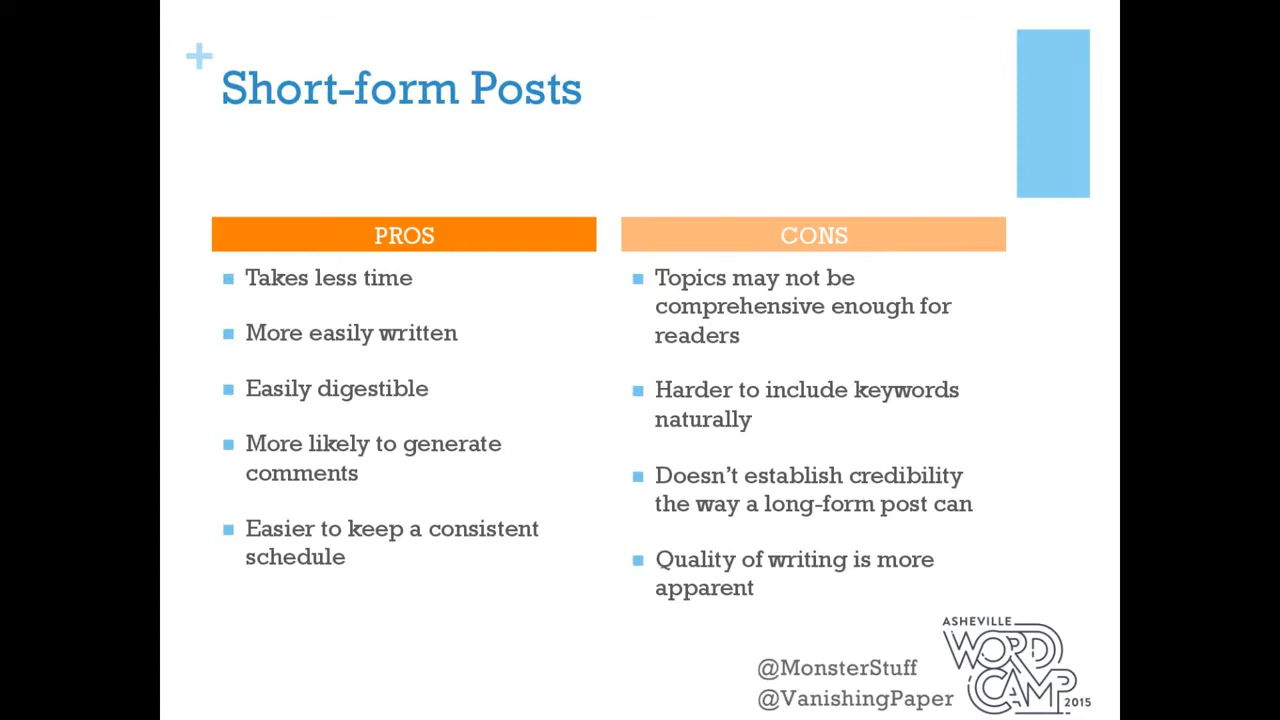 +
Short-form Posts
PROS
Takes less time
More easily written
Easily digestible
More likely to generate
comments
Easier to keep a consistent
schedule
CONS
Topics may not be
comprehensive enough for
readers
Harder to include keywords
naturally
Doesn’t establish credibility
the way a long-form post can
Quality of writing is more
apparent
@MonsterStuff
@VanishingPaper
ASHEVILLE
WORD
CAMP
2015